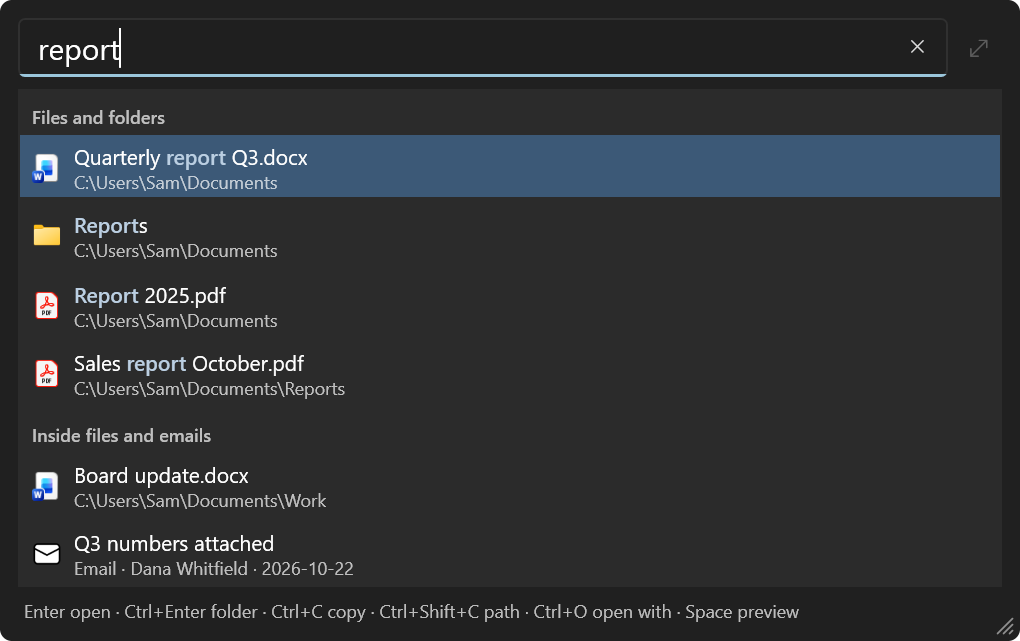 report
Files and folders
Quarterly report Q3.docx
C:\Users\Sam\Documents
Reports
C:\Users\Sam\Documents
Report 2025.pdf
C:\Users\Sam\Documents
Sales report October.pdf
C:\Users\Sam\Documents\Reports
Inside files and emails
Board update.docx
C:\Users\Sam\Documents\Work
Q3 numbers attached
Email · Dana Whitfield · 2026-10-22
Enter open · Ctrl+Enter folder · Ctrl+C copy · Ctrl+Shift+C path · Ctrl+O open with · Space preview